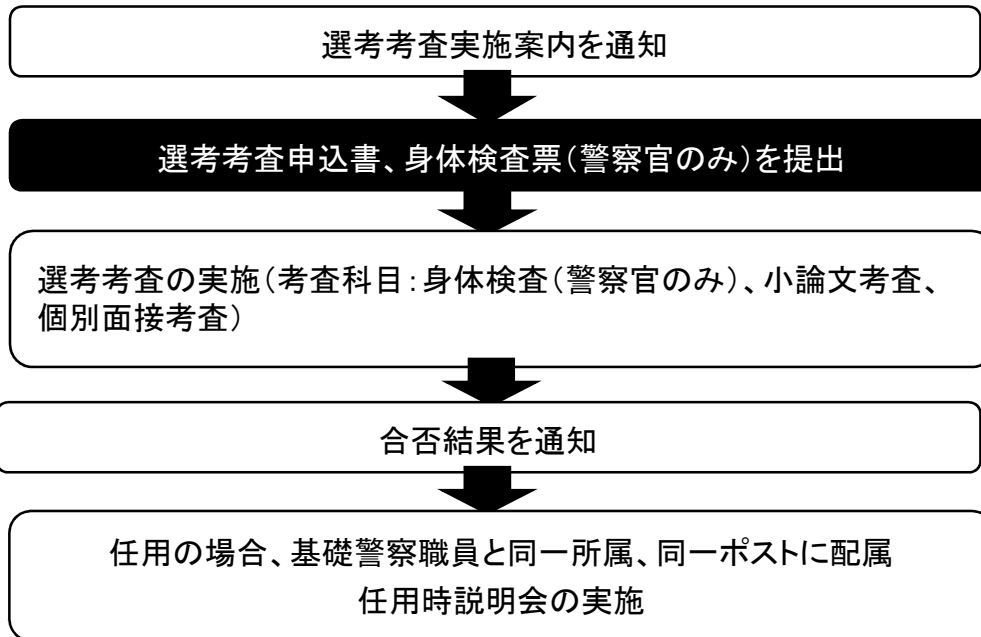 選考考査実施案内を通知
選考考査申込書、身体検査票(警察官のみ)を提出
選考考査の実施(考査科目:身体検査(警察官のみ)、小論文考査、
個別面接考査)
合否結果を通知
任用の場合、基礎警察職員と同一所属、同一ポストに配属
任用時説明会の実施